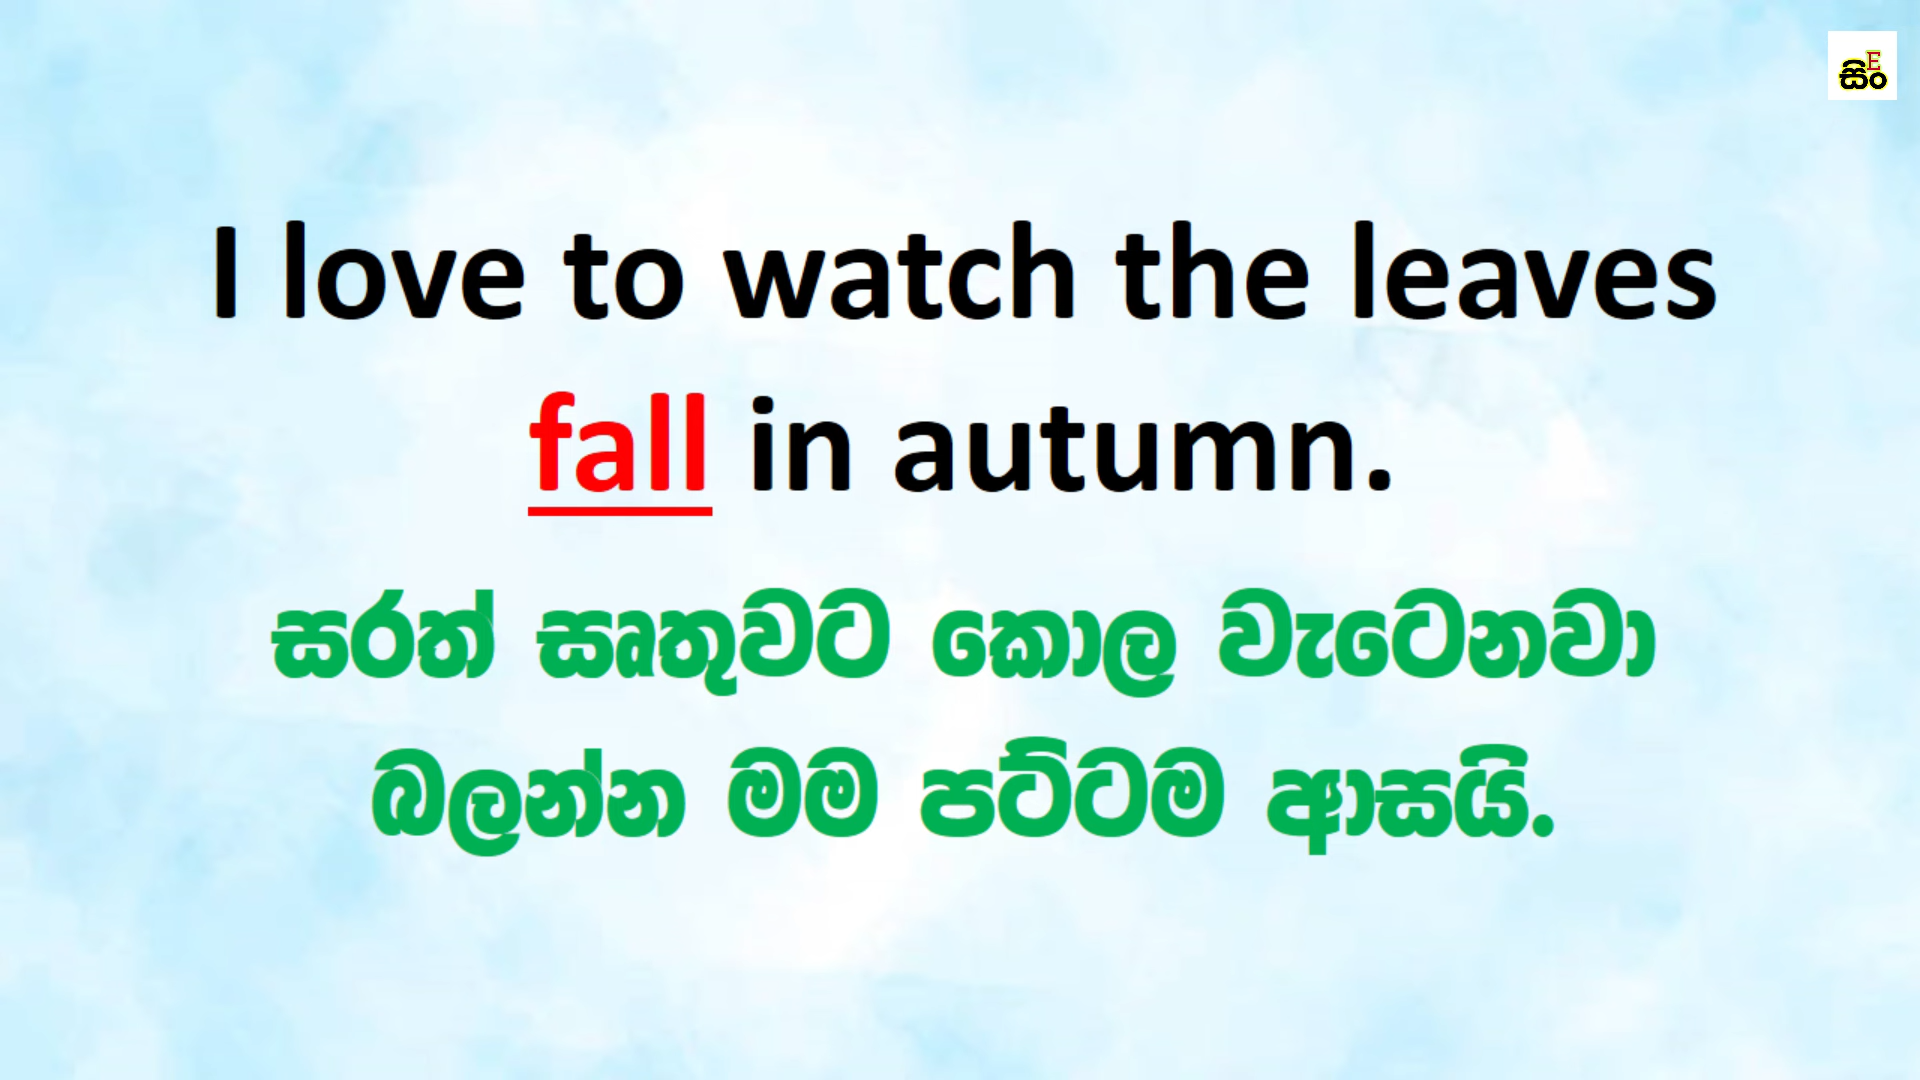 සිංE
I love to watch the leaves
fall in autumn.
සරත් සෘතුවට කොල වැටෙනවා
බලන්න මම පට්ටම ආසයි.